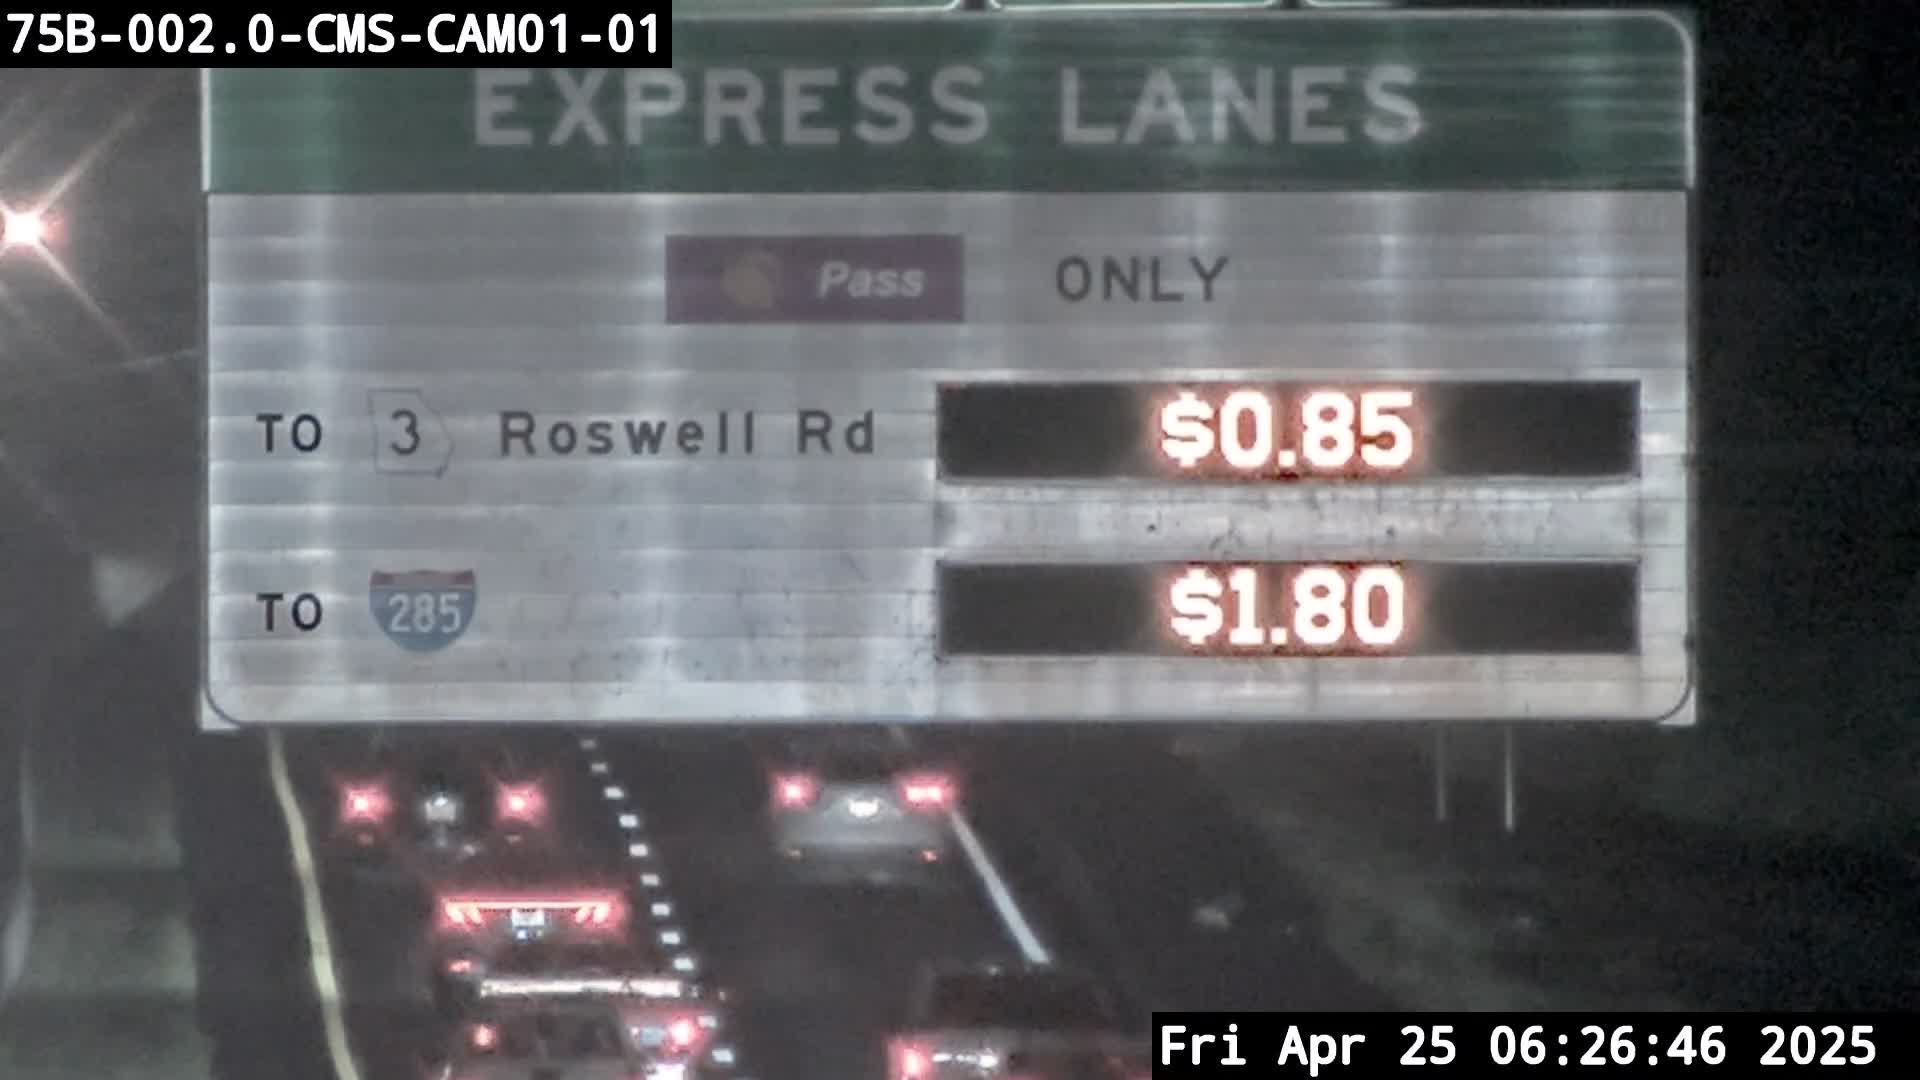 75B-002.0-CMS-CAM01-01
EXPRESS LANES
Pass ONLY
TO 3 Roswell Rd $0.85
TO 285 $1.80
Fri Apr 25 06:26:46 2025